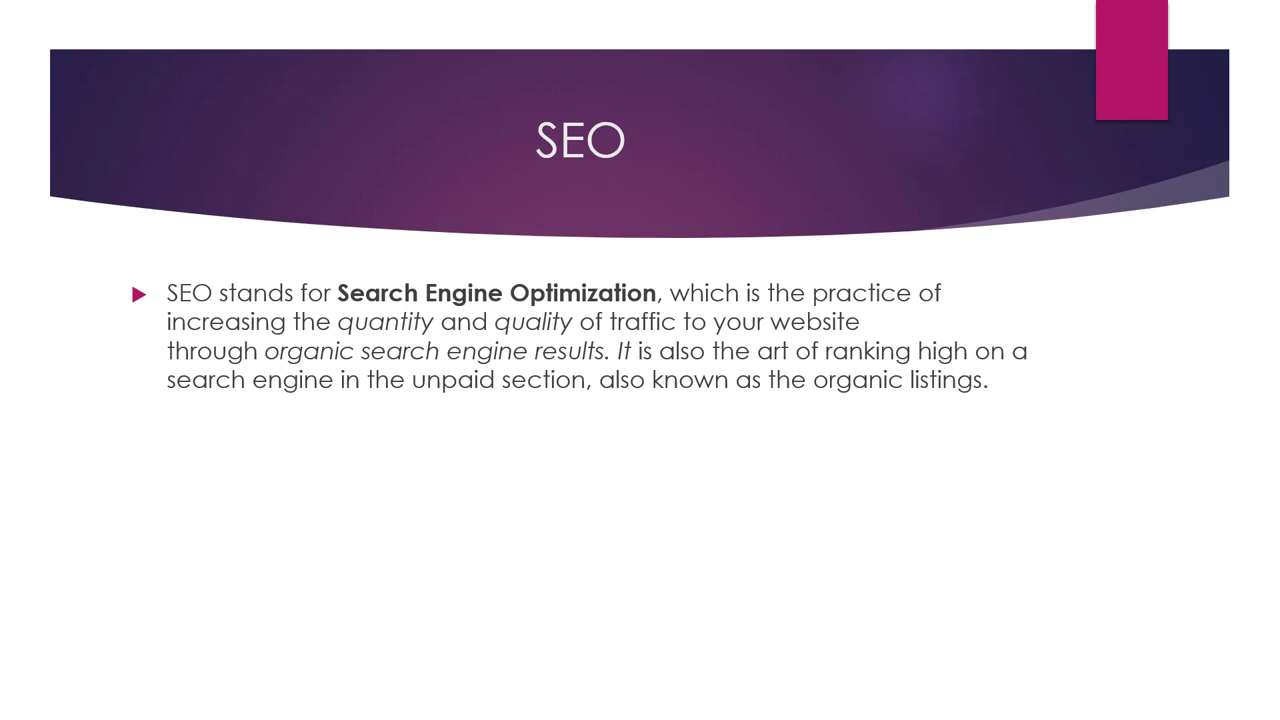 SEO
SEO stands for Search Engine Optimization, which is the practice of
increasing the quantity and quality of traffic to your website
through organic search engine results. It is also the art of ranking high on a
search engine in the unpaid section, also known as the organic listings.